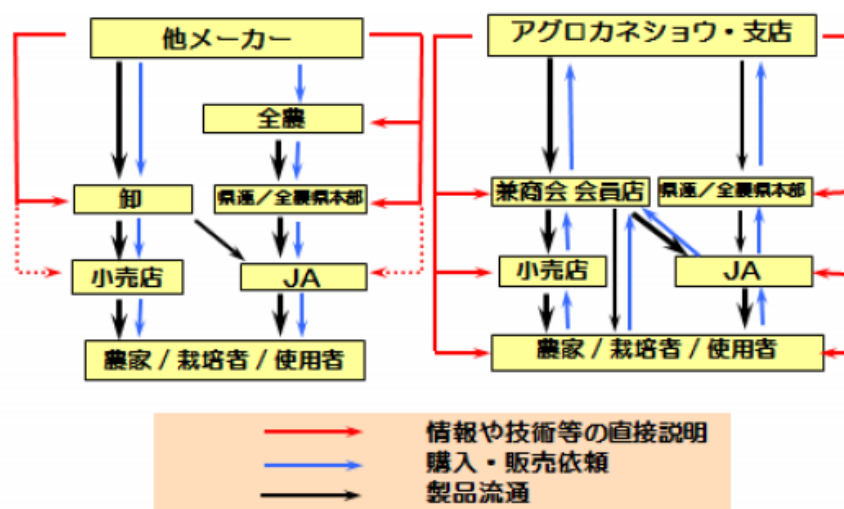 他メーカー
全農
卸
県連/全農県本部
小売店
JA
農家 / 栽培者 / 使用者
アグロカネショウ・支店
兼商会 会員店
県連/全農県本部
小売店
JA
農家 / 栽培者 / 使用者
情報や技術等の直接説明
購入・販売依頼
製品流通